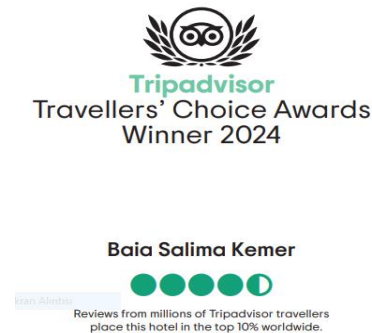 Tripadvisor
Travellers' Choice Awards
Winner 2024
Baia Salima Kemer
Reviews from millions of Tripadvisor travellers
place this hotel in the top 10% worldwide.